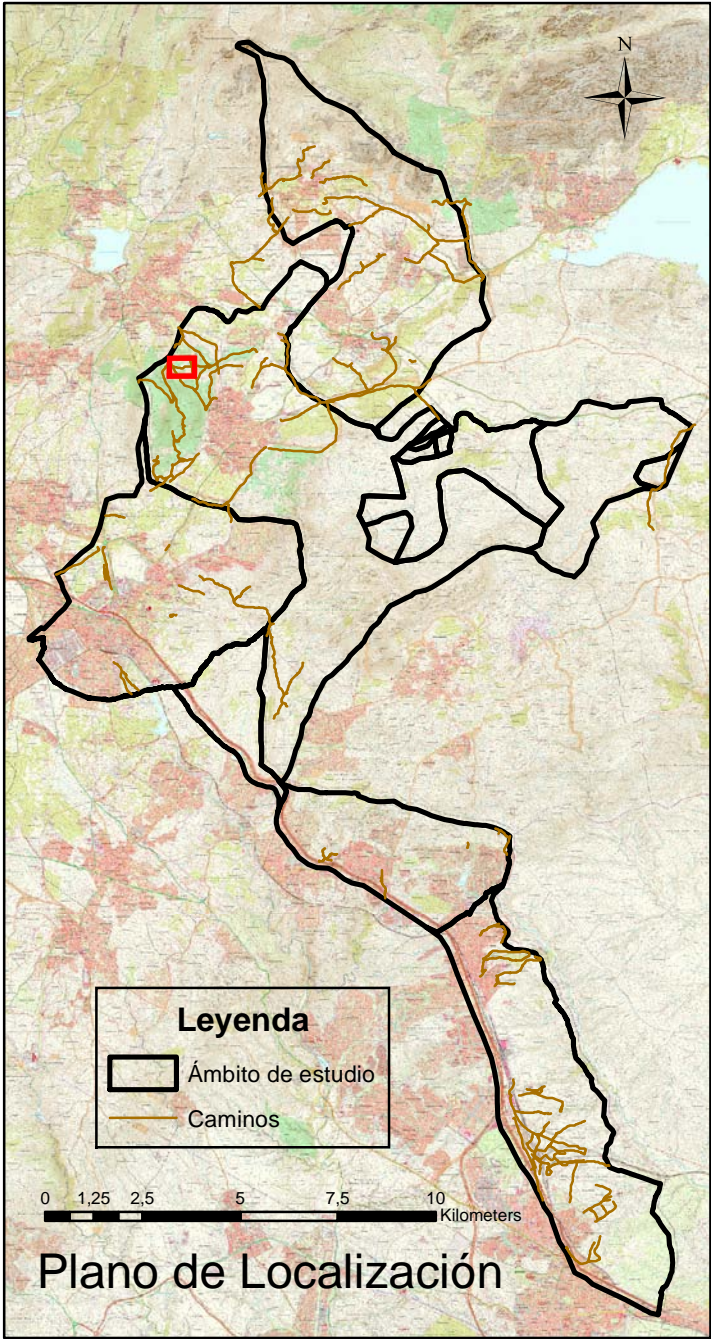 N
Leyenda
Ámbito de estudio
Caminos
0 1,25 2,5 5 7,5 10
Kilometers
Plano de Localización